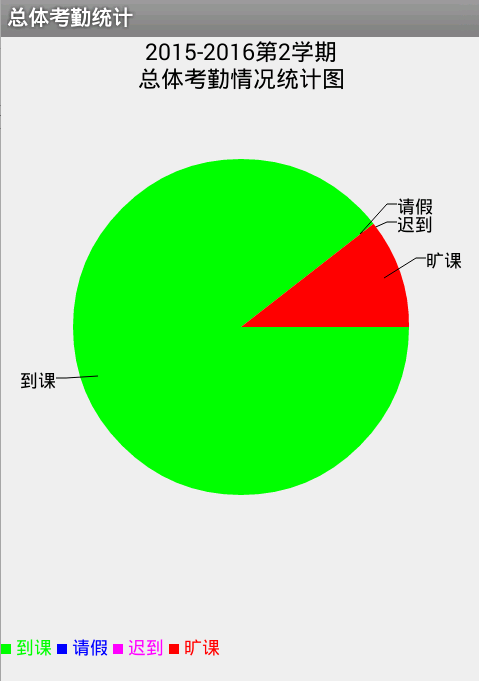 总体考勤统计
2015-2016第2学期
总体考勤情况统计图
请假
迟到
旷课
到课
到课 请假 迟到 旷课